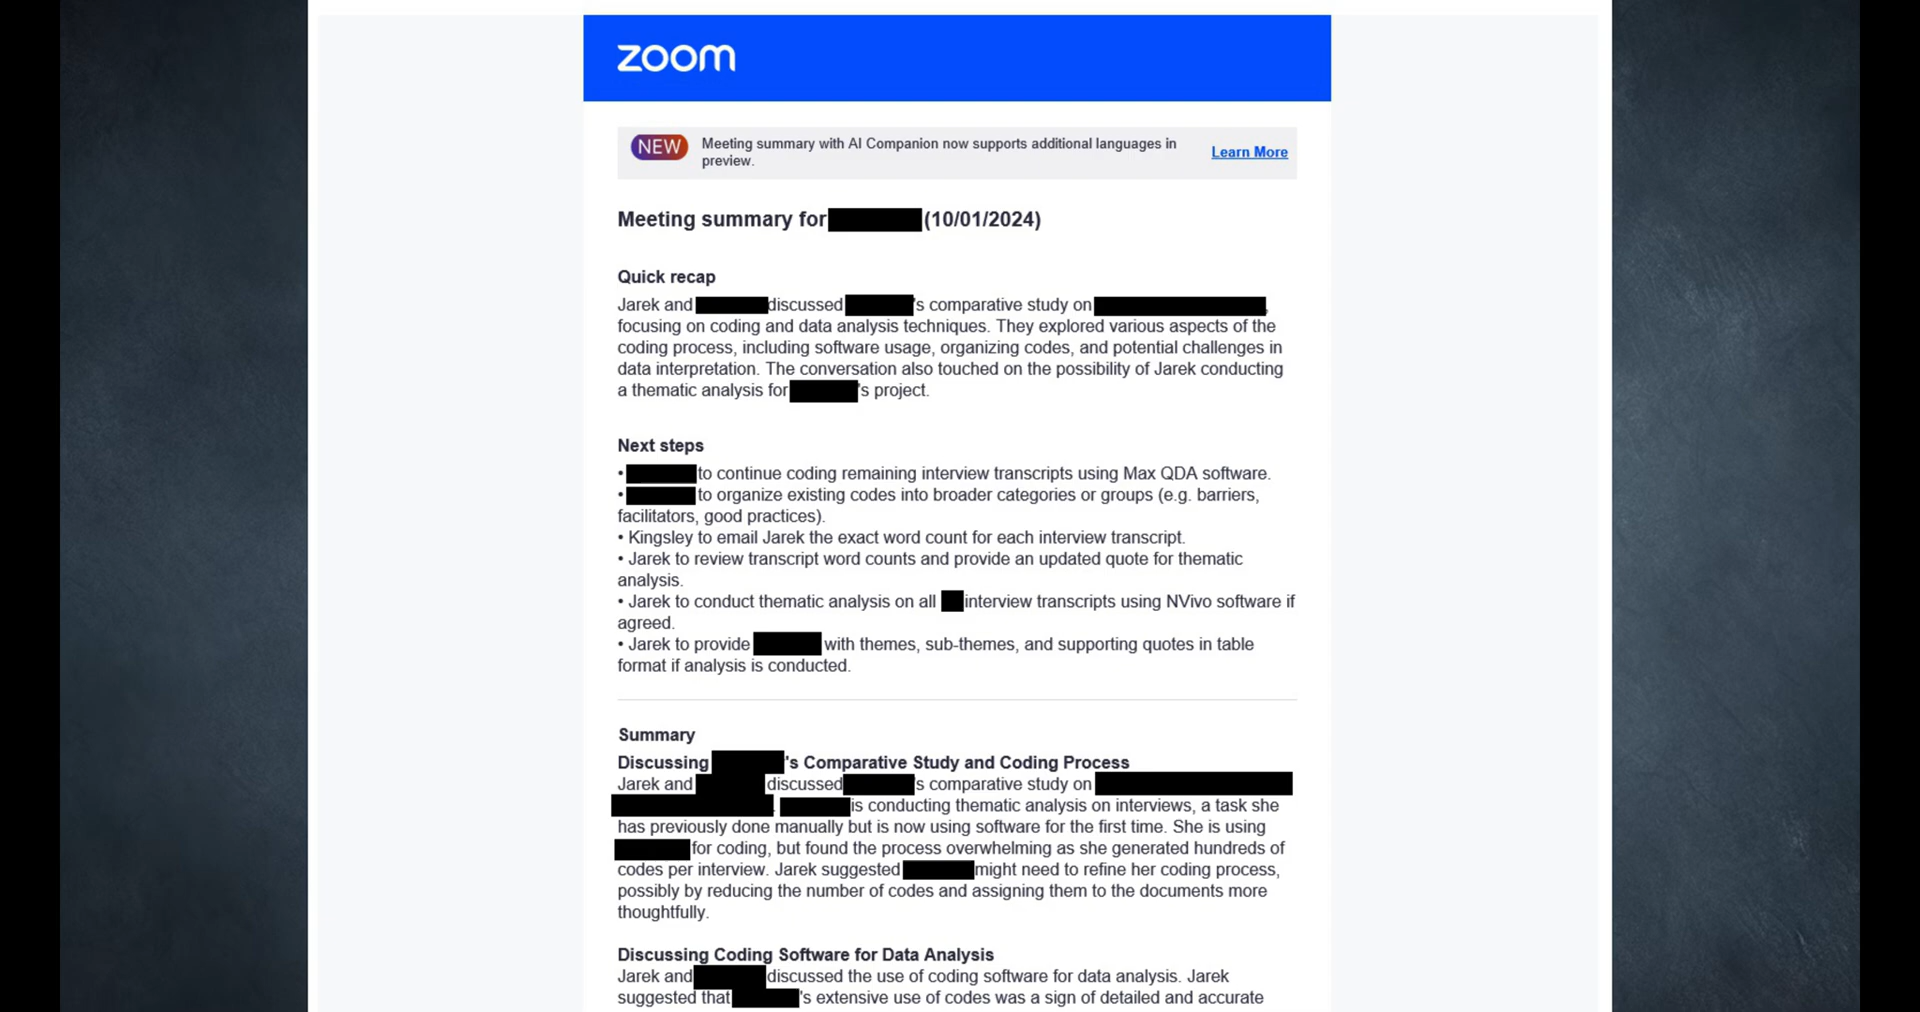 zoom
NEW
Meeting summary with AI Companion now supports additional languages in
preview.
Learn More
Meeting summary for (10/01/2024)
Quick recap
Jarek and discussed 's comparative study on ,
focusing on coding and data analysis techniques. They explored various aspects of the
coding process, including software usage, organizing codes, and potential challenges in
data interpretation. The conversation also touched on the possibility of Jarek conducting
a thematic analysis for 's project.
Next steps
• to continue coding remaining interview transcripts using Max QDA software.
• to organize existing codes into broader categories or groups (e.g. barriers,
facilitators, good practices).
• Kingsley to email Jarek the exact word count for each interview transcript.
• Jarek to review transcript word counts and provide an updated quote for thematic
analysis.
• Jarek to conduct thematic analysis on all interview transcripts using NVivo software if
agreed.
• Jarek to provide with themes, sub-themes, and supporting quotes in table
format if analysis is conducted.
Summary
Discussing 's Comparative Study and Coding Process
Jarek and discussed 's comparative study on
. is conducting thematic analysis on interviews, a task she
has previously done manually but is now using software for the first time. She is using
for coding, but found the process overwhelming as she generated hundreds of
codes per interview. Jarek suggested might need to refine her coding process,
possibly by reducing the number of codes and assigning them to the documents more
thoughtfully.
Discussing Coding Software for Data Analysis
Jarek and discussed the use of coding software for data analysis. Jarek
suggested that 's extensive use of codes was a sign of detailed and accurate